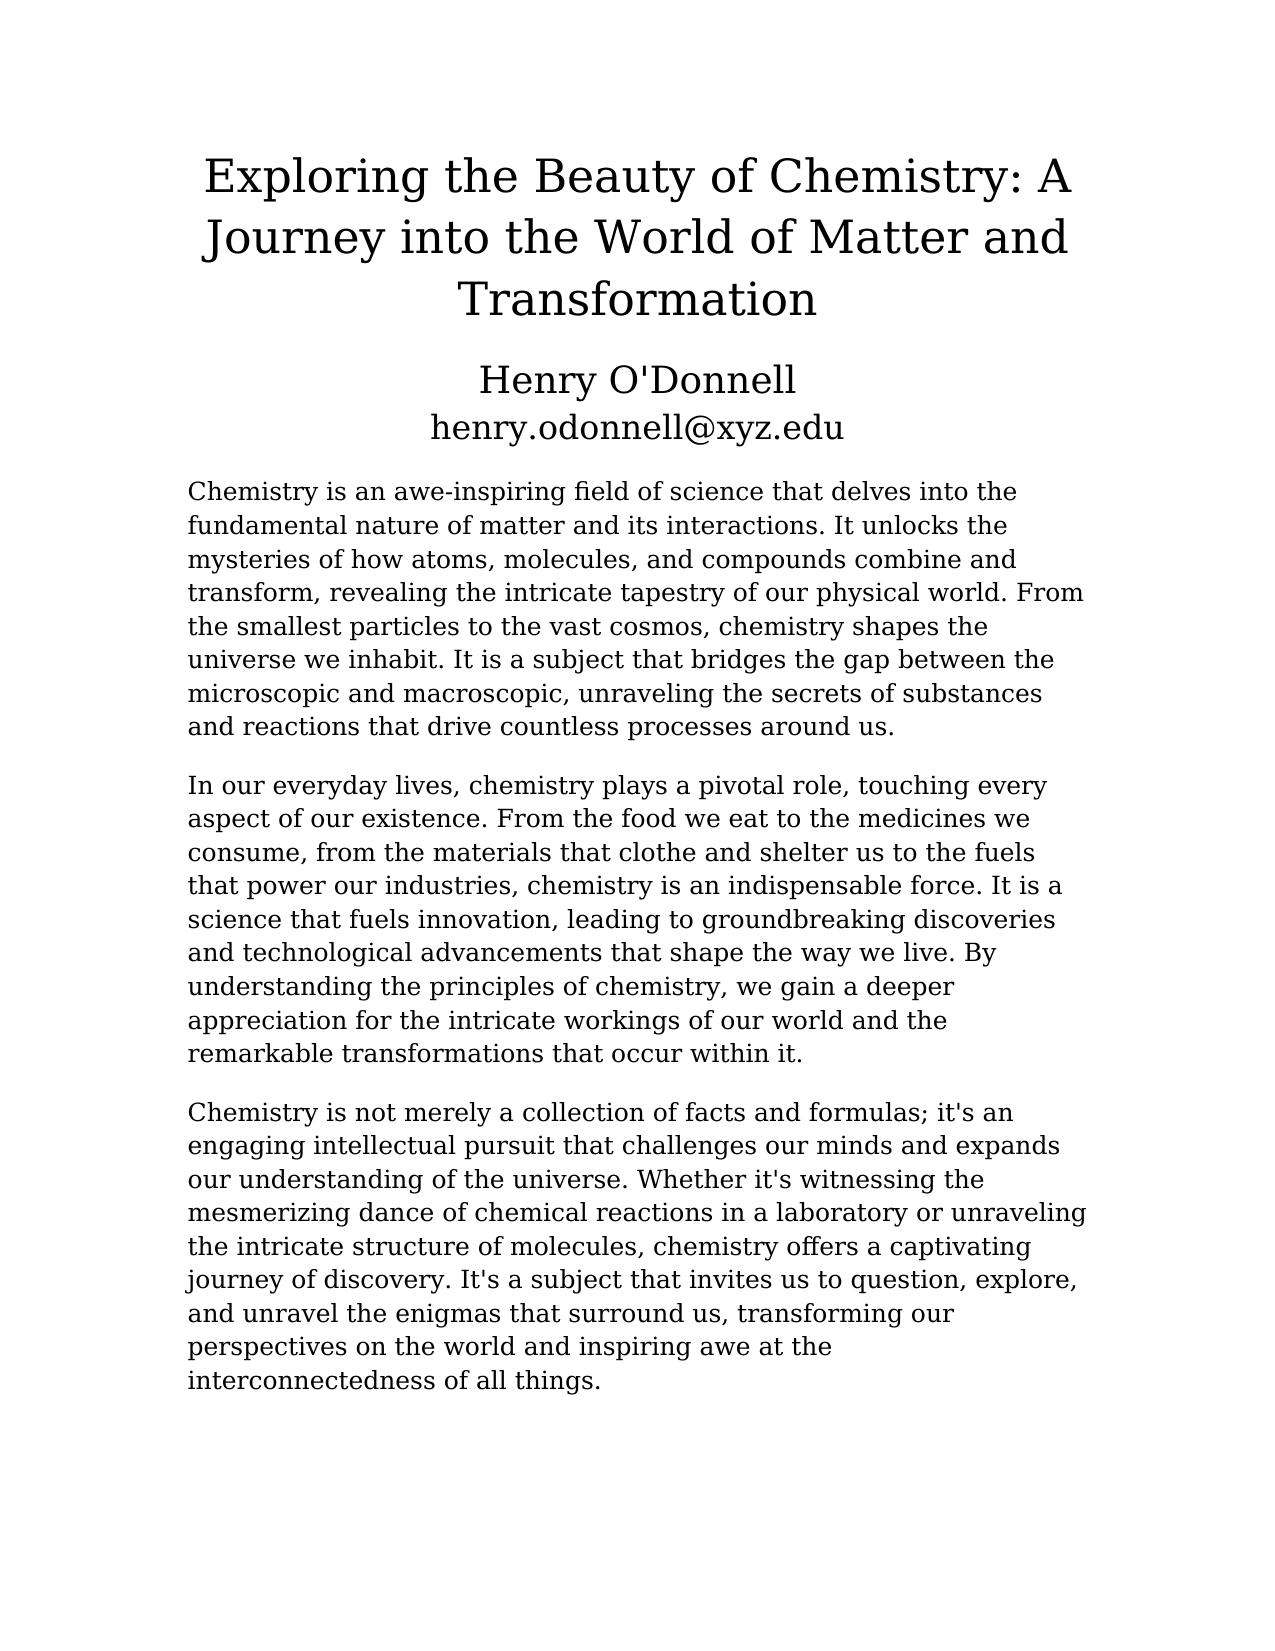 Exploring the Beauty of Chemistry: A
Journey into the World of Matter and
Transformation
Henry O'Donnell
henry.odonnell@xyz.edu
Chemistry is an awe-inspiring field of science that delves into the
fundamental nature of matter and its interactions. It unlocks the
mysteries of how atoms, molecules, and compounds combine and
transform, revealing the intricate tapestry of our physical world. From
the smallest particles to the vast cosmos, chemistry shapes the
universe we inhabit. It is a subject that bridges the gap between the
microscopic and macroscopic, unraveling the secrets of substances
and reactions that drive countless processes around us.
In our everyday lives, chemistry plays a pivotal role, touching every
aspect of our existence. From the food we eat to the medicines we
consume, from the materials that clothe and shelter us to the fuels
that power our industries, chemistry is an indispensable force. It is a
science that fuels innovation, leading to groundbreaking discoveries
and technological advancements that shape the way we live. By
understanding the principles of chemistry, we gain a deeper
appreciation for the intricate workings of our world and the
remarkable transformations that occur within it.
Chemistry is not merely a collection of facts and formulas; it's an
engaging intellectual pursuit that challenges our minds and expands
our understanding of the universe. Whether it's witnessing the
mesmerizing dance of chemical reactions in a laboratory or unraveling
the intricate structure of molecules, chemistry offers a captivating
journey of discovery. It's a subject that invites us to question, explore,
and unravel the enigmas that surround us, transforming our
perspectives on the world and inspiring awe at the
interconnectedness of all things.